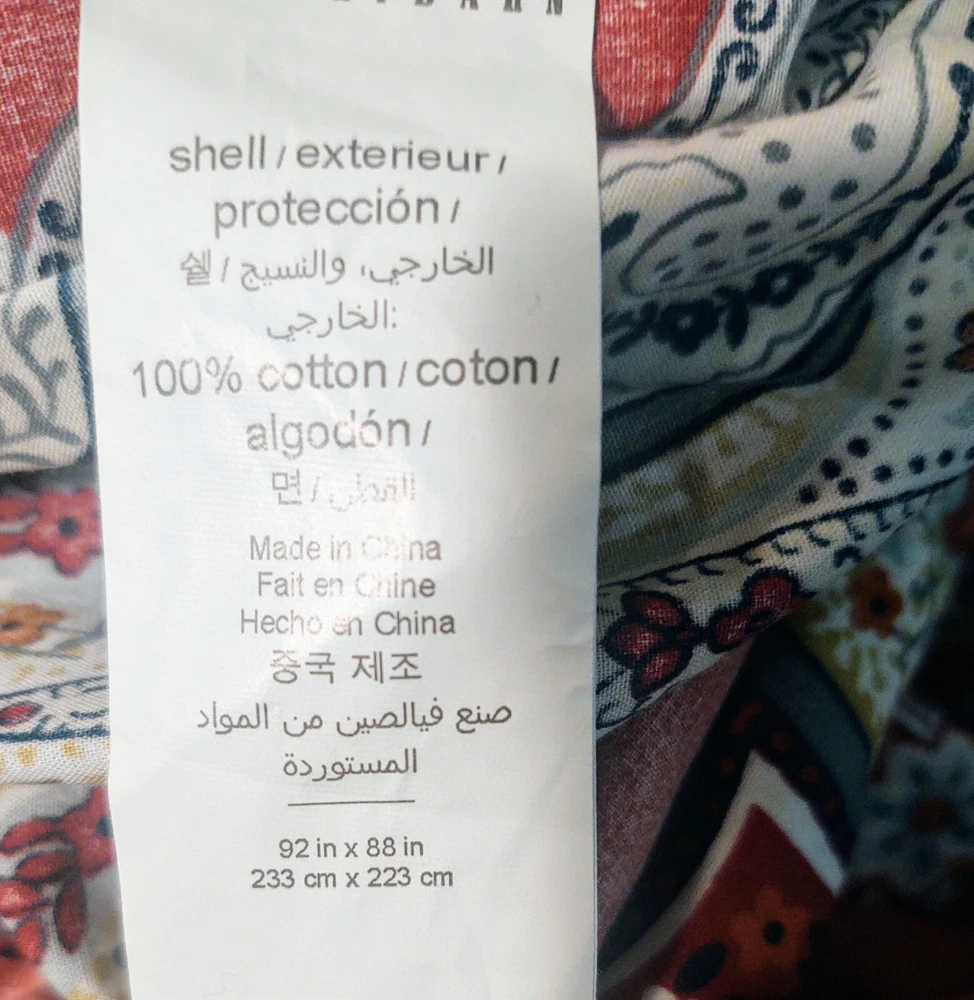 shell / exterieur /
protección /
쉘 / الخارجي، والنسيج
الخارجي:
100% cotton / coton /
algodón /
면 / القطن
Made in China
Fait en Chine
Hecho en China
중국 제조
صنع فيالصين من المواد
المستوردة
92 in x 88 in
233 cm x 223 cm